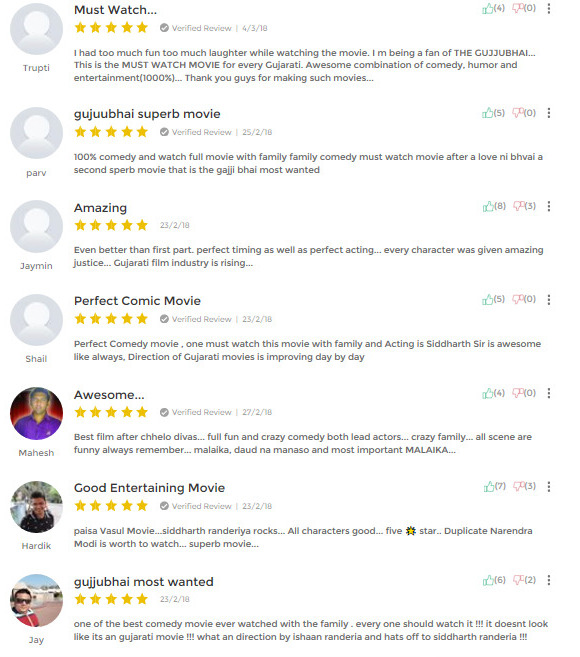 Must Watch...
(4) (0)
Verified Review | 4/3/18
I had too much fun too much laughter while watching the movie. I m being a fan of THE GUJJUBHAI...
This is the MUST WATCH MOVIE for every Gujarati. Awesome combination of comedy, humor and
entertainment(1000%)... Thank you guys for making such movies...
Trupti
gujuubhai superb movie
(5) (0)
Verified Review | 25/2/18
100% comedy and watch full movie with family family comedy must watch movie after a love ni bhvai a
second sperb movie that is the gajji bhai most wanted
parv
Amazing
(8) (3)
23/2/18
Even better than first part. perfect timing as well as perfect acting... every character was given amazing
justice... Gujarati film industry is rising...
Jaymin
Perfect Comic Movie
(5) (0)
Verified Review | 23/2/18
Perfect Comedy movie , one must watch this movie with family and Acting is Siddharth Sir is awesome
like always, Direction of Gujarati movies is improving day by day
Shail
Awesome...
(4) (0)
Verified Review | 27/2/18
Best film after chhelo divas... full fun and crazy comedy both lead actors... crazy family... all scene are
funny always remember... malaika, daud na manaso and most important MALAIKA...
Mahesh
Good Entertaining Movie
(7) (3)
Verified Review | 23/2/18
paisa Vasul Movie...siddharth randeriya rocks... All characters good... five star.. Duplicate Narendra
Modi is worth to watch... superb movie...
Hardik
gujjubhai most wanted
(6) (2)
23/2/18
one of the best comedy movie ever watched with the family . every one should watch it !!! it doesnt look
like its an gujarati movie !!! what an direction by ishaan randeria and hats off to siddharth randeria !!!
Jay